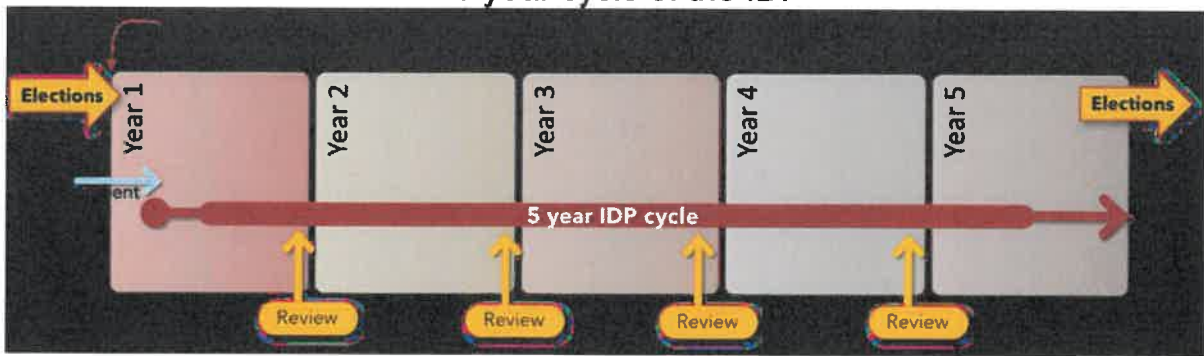 Elections
Year 1
Year 2
Year 3
Year 4
Year 5
Elections
ent
5 year IDP cycle
Review
Review
Review
Review